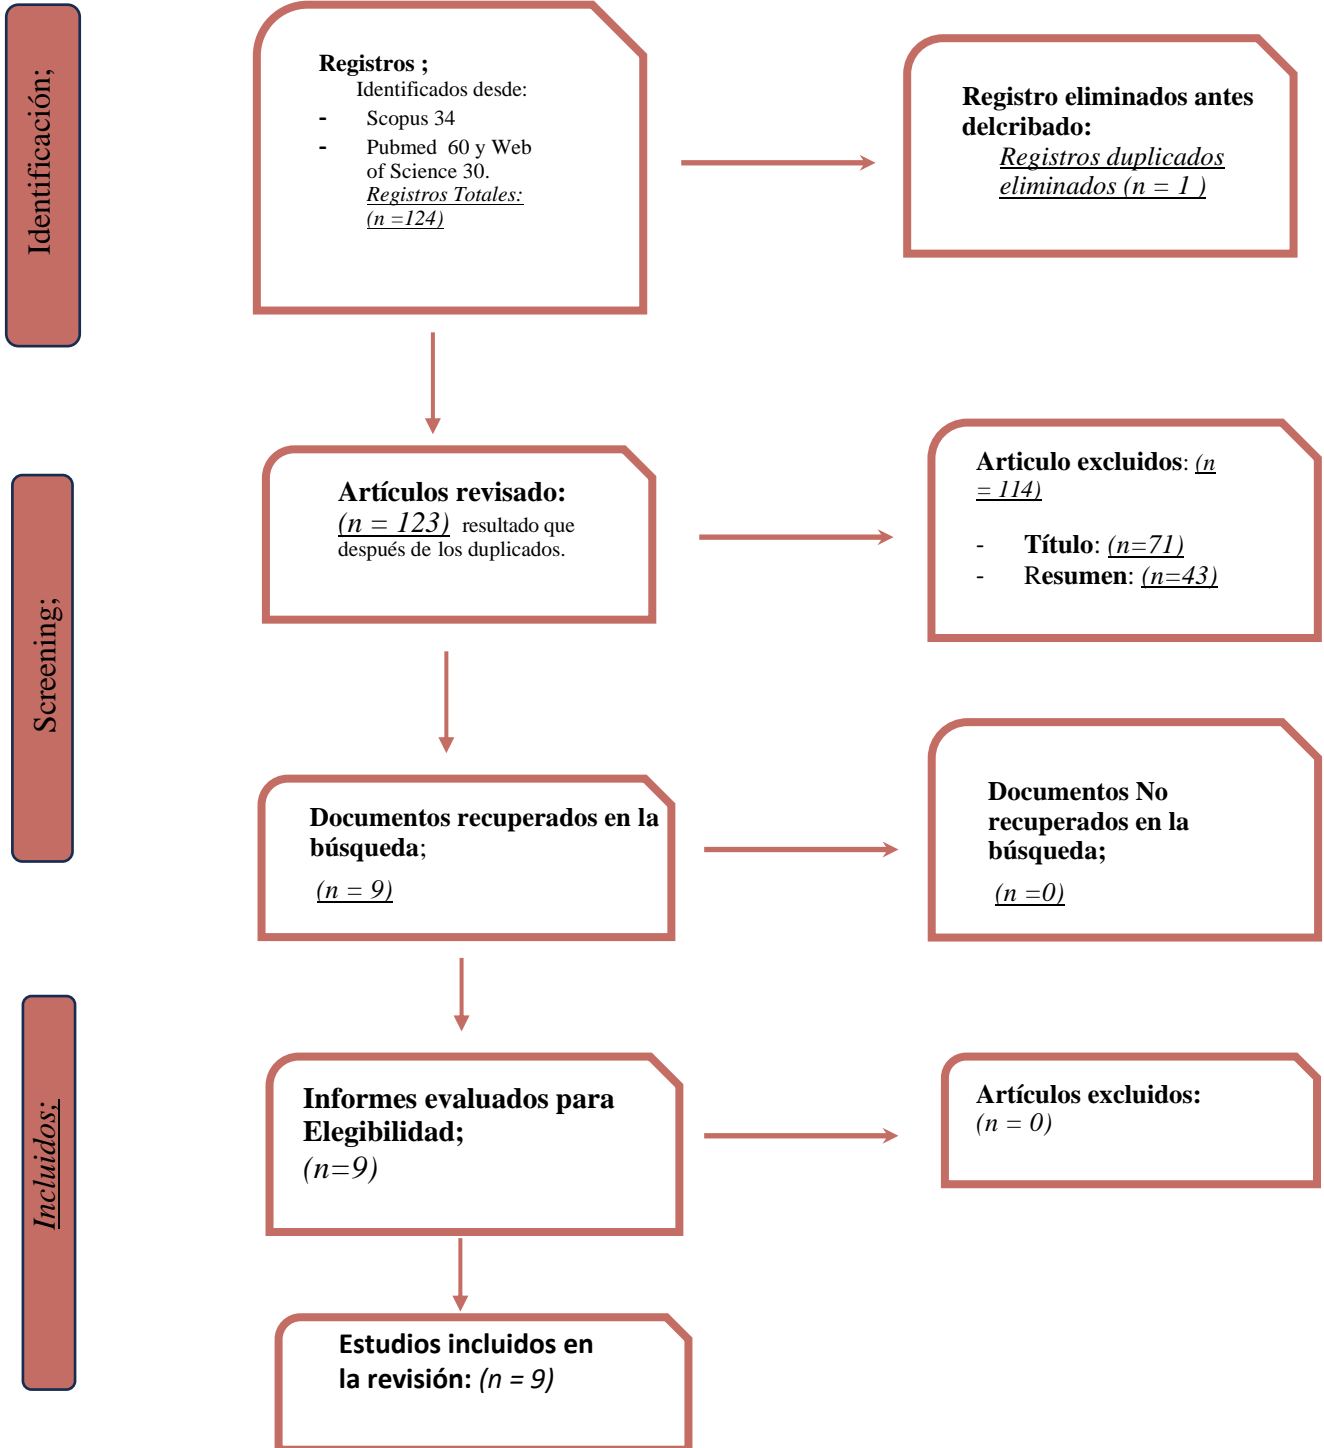 Identificación;
Registros ;
Identificados desde:
- Scopus 34
- Pubmed 60 y Web
of Science 30.
Registros Totales:
(n =124)
Registro eliminados antes
delcribado:
Registros duplicados
eliminados (n = 1 )
Screening;
Artículos revisado:
(n = 123) resultado que
después de los duplicados.
Articulo excluidos: (n
= 114)
- Título: (n=71)
- Resumen: (n=43)
Documentos recuperados en la
búsqueda;
(n = 9)
Documentos No
recuperados en la
búsqueda;
(n =0)
Incluidos;
Informes evaluados para
Elegibilidad;
(n=9)
Artículos excluidos:
(n = 0)
Estudios incluidos en
la revisión: (n = 9)